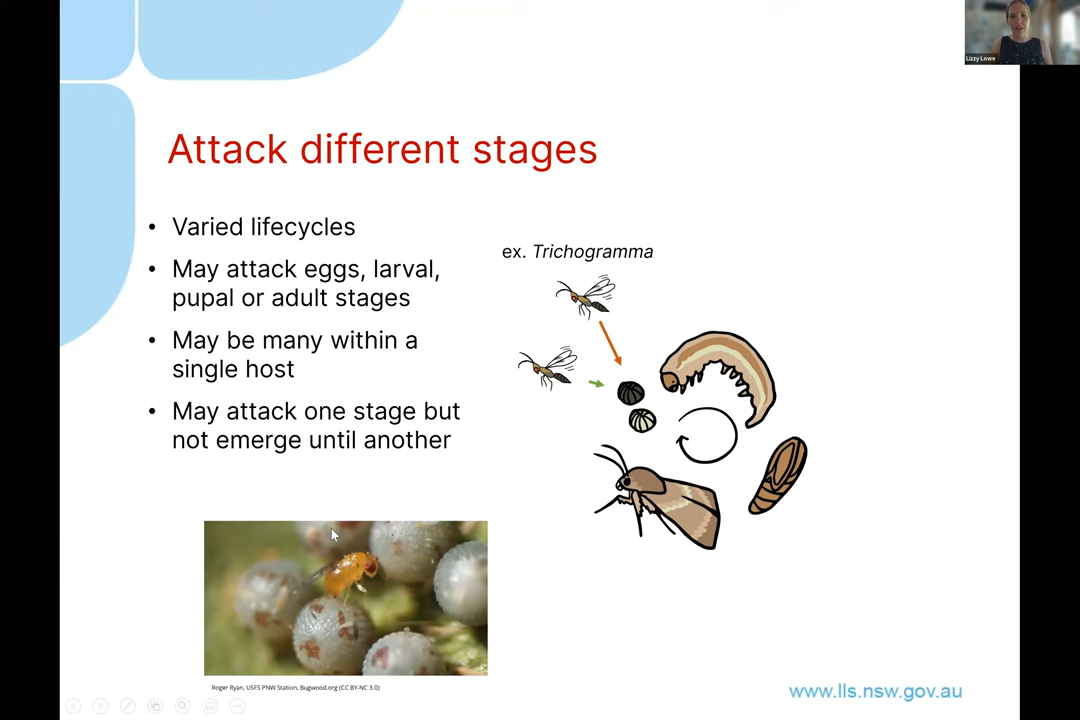 Lizzy Lowe
Attack different stages
• Varied lifecycles
• May attack eggs, larval,
pupal or adult stages
• May be many within a
single host
• May attack one stage but
not emerge until another
ex. Trichogramma
Roger Ryan, USFS PNW Station, Bugwood.org (CC BY-NC 3.0)
www.lls.nsw.gov.au